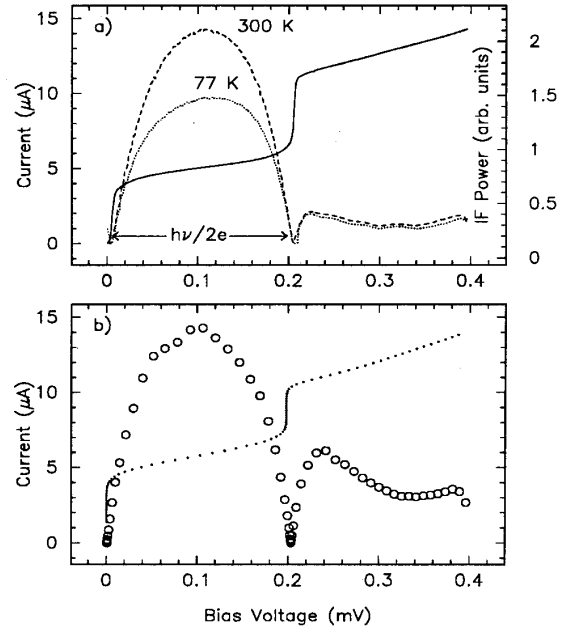 a)
300 K
77 K
hν/2e
15
10
5
0
Current (μA)
2
1.5
1
0.5
0
IF Power (arb. units)
0 0.1 0.2 0.3 0.4
b)
15
10
5
0
Current (μA)
0 0.1 0.2 0.3 0.4
Bias Voltage (mV)